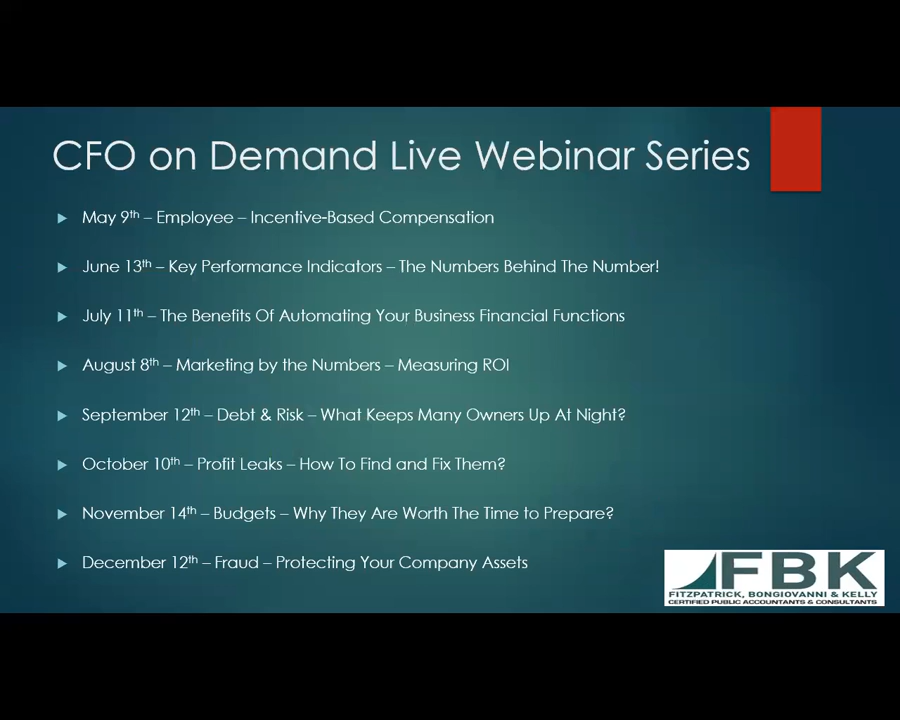 CFO on Demand Live Webinar Series
May 9th – Employee – Incentive-Based Compensation
June 13th – Key Performance Indicators – The Numbers Behind The Number!
July 11th – The Benefits Of Automating Your Business Financial Functions
August 8th – Marketing by the Numbers – Measuring ROI
September 12th – Debt & Risk – What Keeps Many Owners Up At Night?
October 10th – Profit Leaks – How To Find and Fix Them?
November 14th – Budgets – Why They Are Worth The Time to Prepare?
December 12th – Fraud – Protecting Your Company Assets
FBK
FITZPATRICK, BONGIOVANNI & KELLY
CERTIFIED PUBLIC ACCOUNTANTS & CONSULTANTS